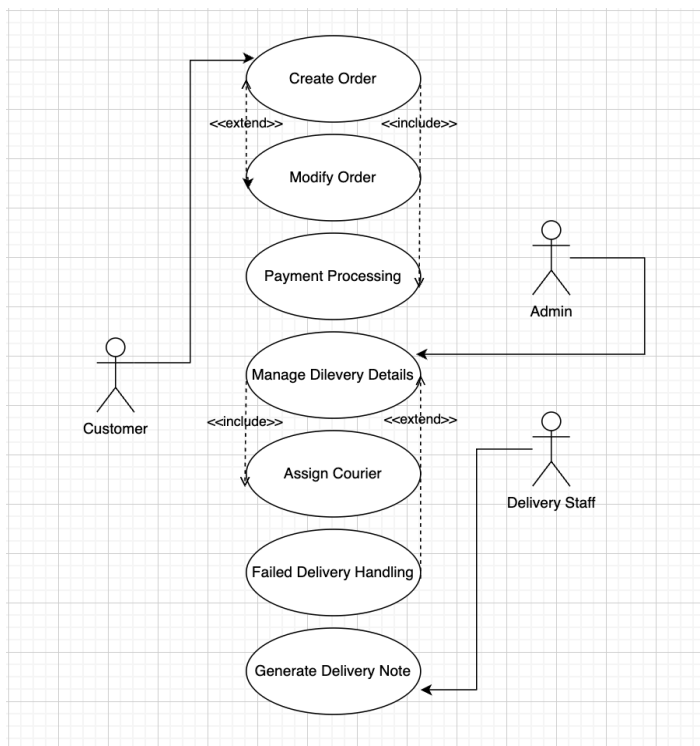 Create Order
<<extend>>
<<include>>
Modify Order
Payment Processing
Admin
Manage Dilevery Details
Customer
<<include>>
<<extend>>
Assign Courier
Delivery Staff
Failed Delivery Handling
Generate Delivery Note